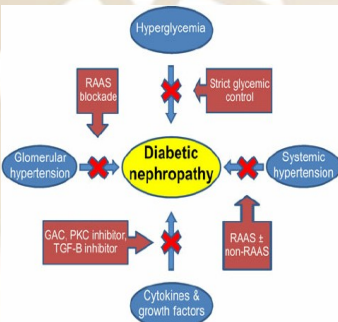 Hyperglycemia
RAAS
blockade
Strict glycemic
control
Glomerular
hypertension
Diabetic
nephropathy
Systemic
hypertension
GAC, PKC inhibitor,
TGF-B inhibitor
RAAS ±
non-RAAS
Cytokines &
growth factors